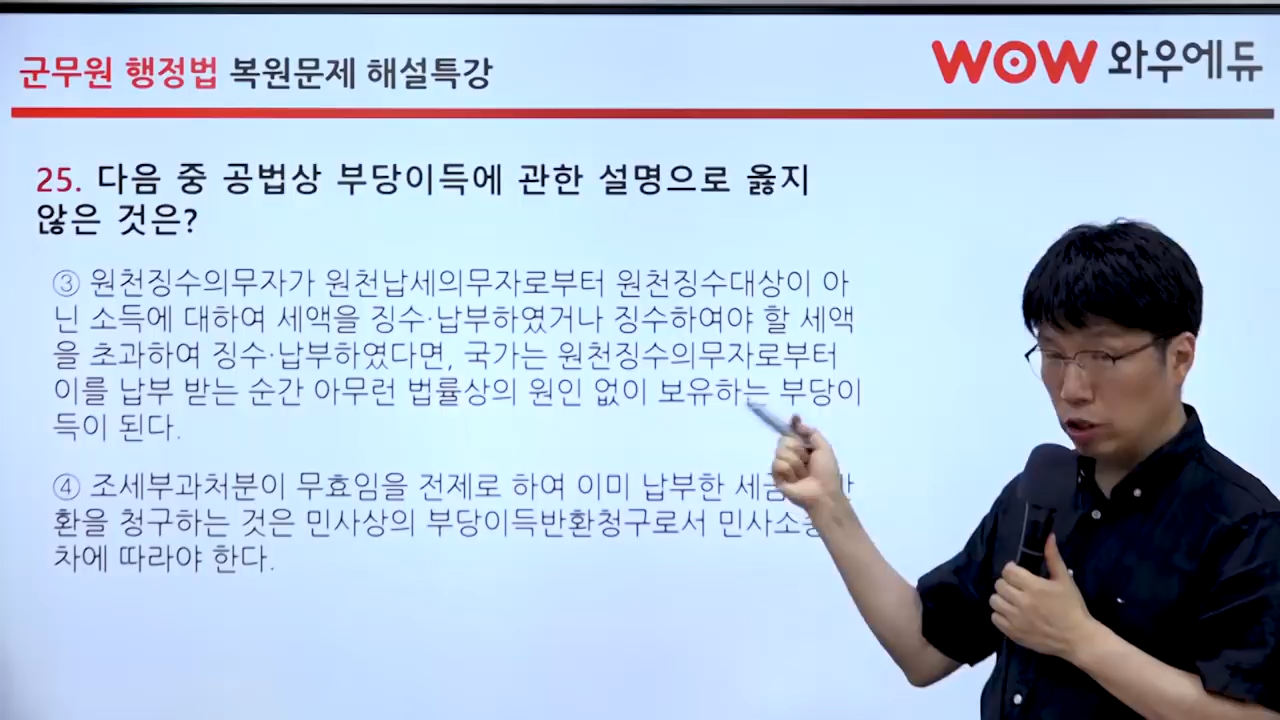 군무원 행정법 복원문제 해설특강
WOW 와우에듀
25. 다음 중 공법상 부당이득에 관한 설명으로 옳지
않은 것은?
③ 원천징수의무자가 원천납세의무자로부터 원천징수대상이 아
닌 소득에 대하여 세액을 징수·납부하였거나 징수하여야 할 세액
을 초과하여 징수·납부하였다면, 국가는 원천징수의무자로부터
이를 납부 받는 순간 아무런 법률상의 원인 없이 보유하는 부당이
득이 된다.
④ 조세부과처분이 무효임을 전제로 하여 이미 납부한
환을 청구하는 것은 민사상의 부당이득반환청구로서
차에 따라야 한다.